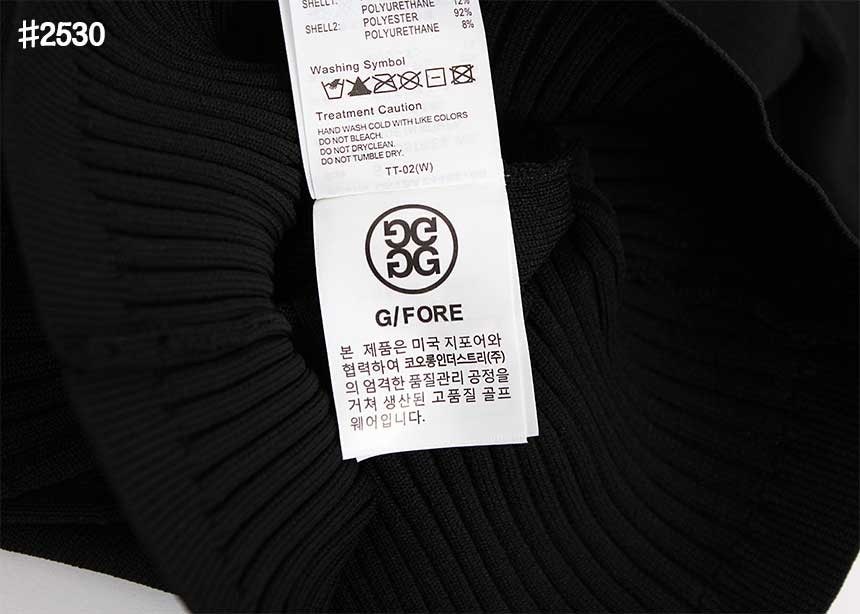 #2530
SHELL1:
POLYURETHANE 12%
SHELL2: POLYESTER 92%
POLYURETHANE 8%
Washing Symbol
Treatment Caution
HAND WASH COLD WITH LIKE COLORS
DO NOT BLEACH.
DO NOT DRYCLEAN.
DO NOT TUMBLE DRY.
TT-02(W)
G/FORE
본 제품은 미국 지포어와
협력하여 코오롱인더스트리(주)
의 엄격한 품질관리 공정을
거쳐 생산된 고품질 골프
웨어입니다.